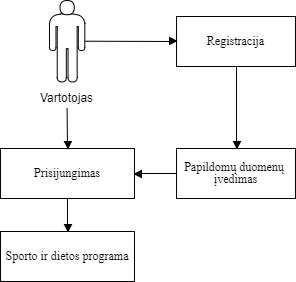 Registracija
Vartotojas
Prisijungimas
Papildomų duomenų
įvedimas
Sporto ir dietos programa